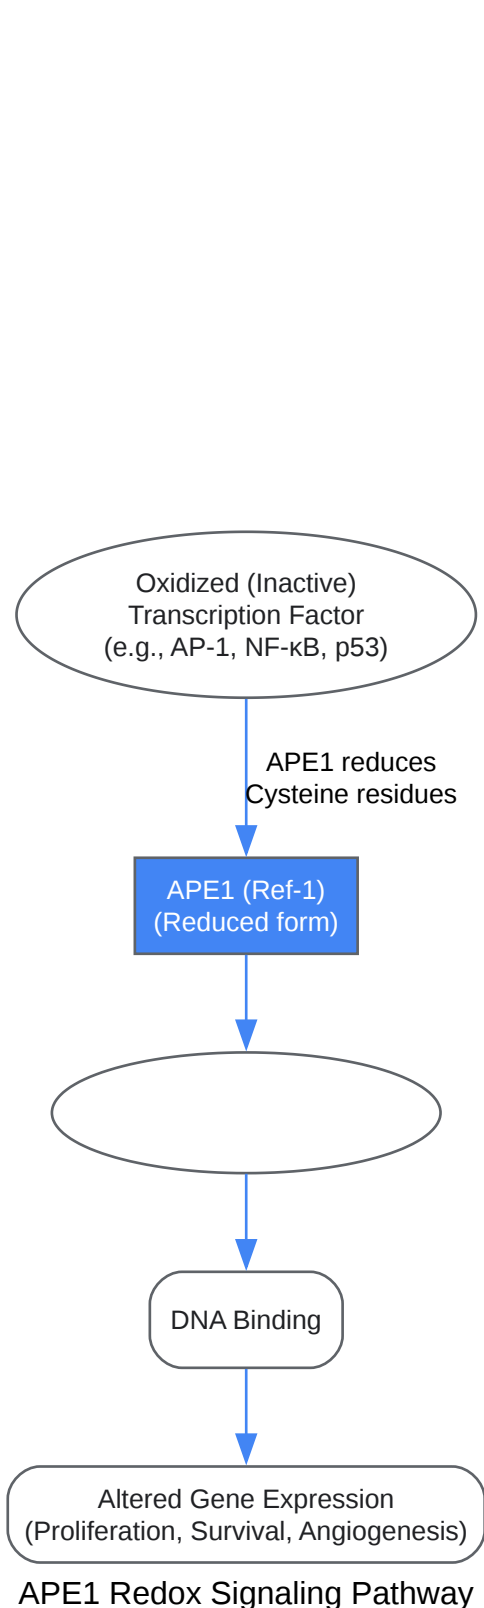 Oxidized (Inactive)
Transcription Factor
(e.g., AP-1, NF-κB, p53)
APE1 reduces
Cysteine residues
APE1 (Ref-1)
(Reduced form)
DNA Binding
Altered Gene Expression
(Proliferation, Survival, Angiogenesis)
APE1 Redox Signaling Pathway